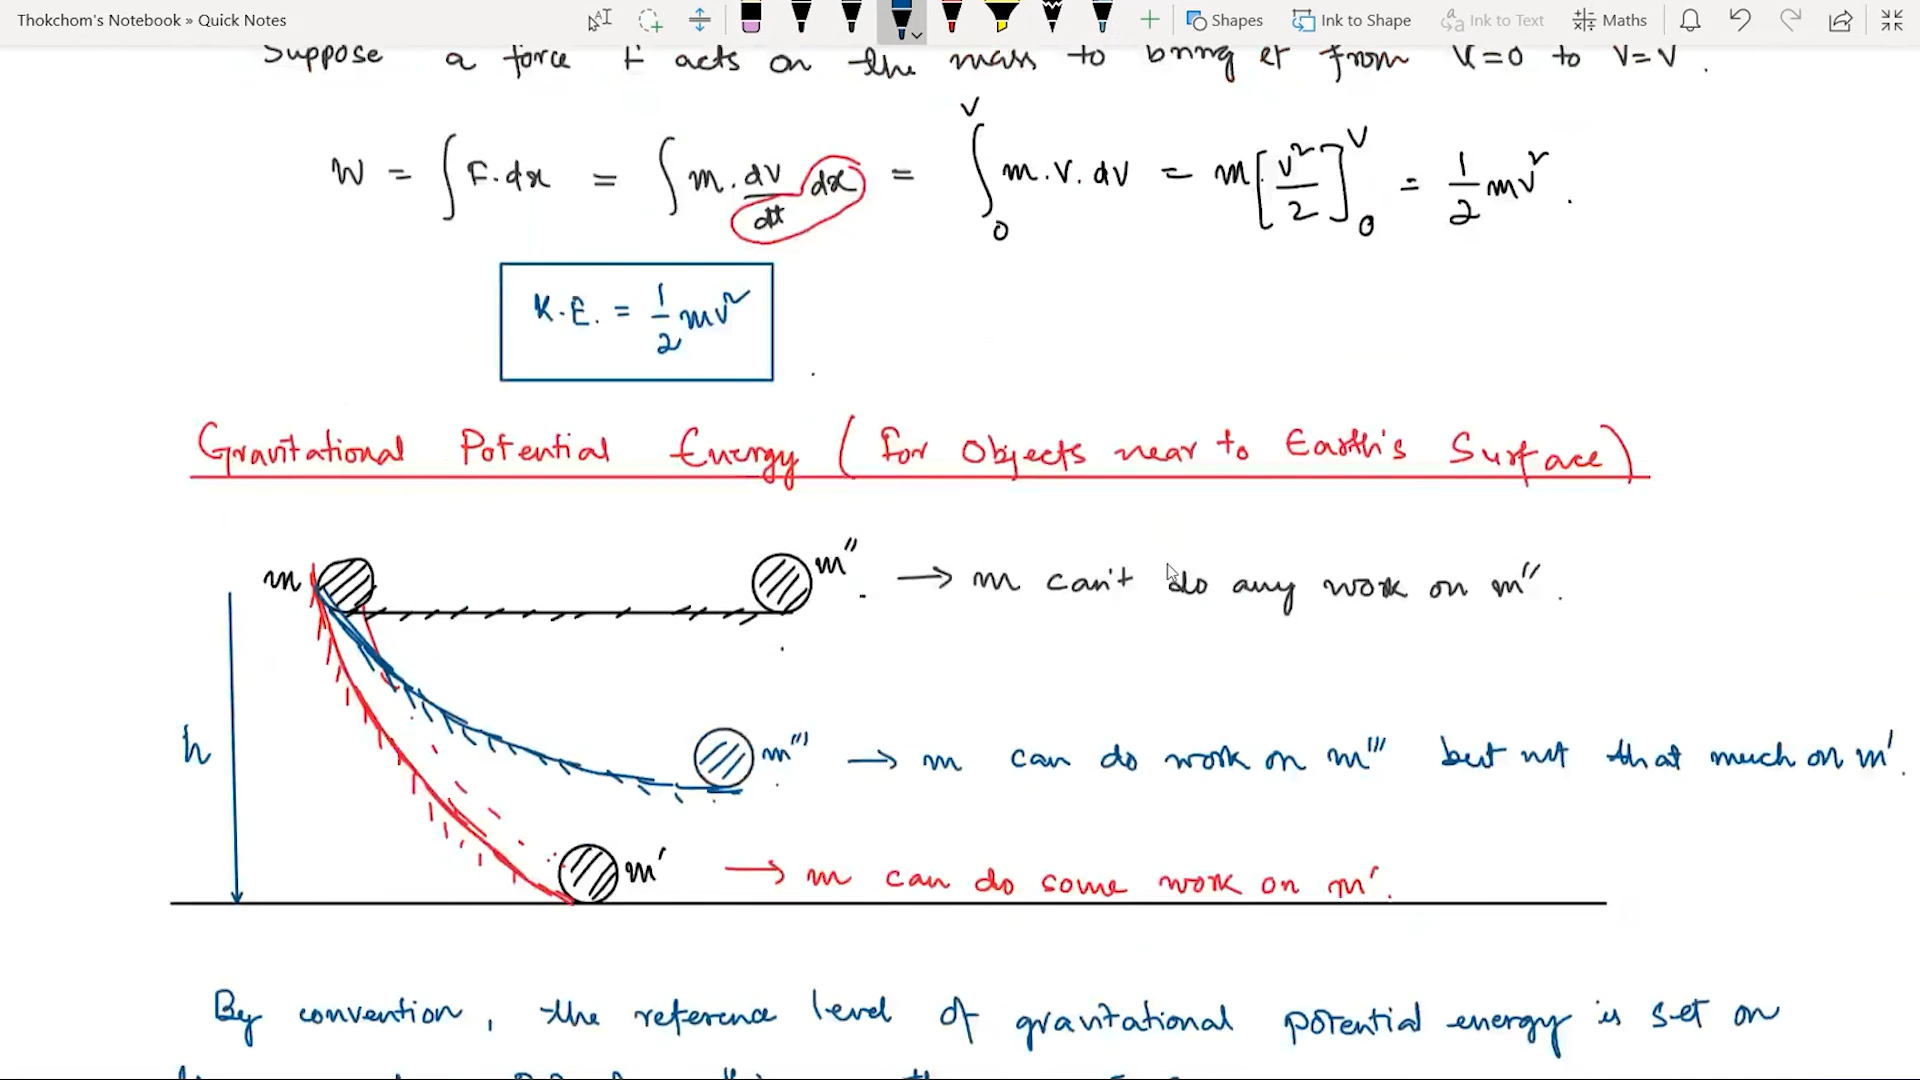 Thokchom's Notebook » Quick Notes
Shapes Ink to Shape Ink to Text Maths
Suppose a force F acts on the mass to bring it from V=0 to V=V.
W = ∫F.dx = ∫m.dv/dt dx = ∫₀ⱽ m.v.dv = m[v²/2]₀ⱽ = 1/2 mv².
K.E. = 1/2 mv²
Gravitational Potential Energy (For Objects near to Earth's Surface)
m m'' → m can't do any work on m''.
h m''' → m can do work on m''' but not that much on m'.
m' → m can do some work on m'.
By convention, the reference level of gravitational potential energy is set on